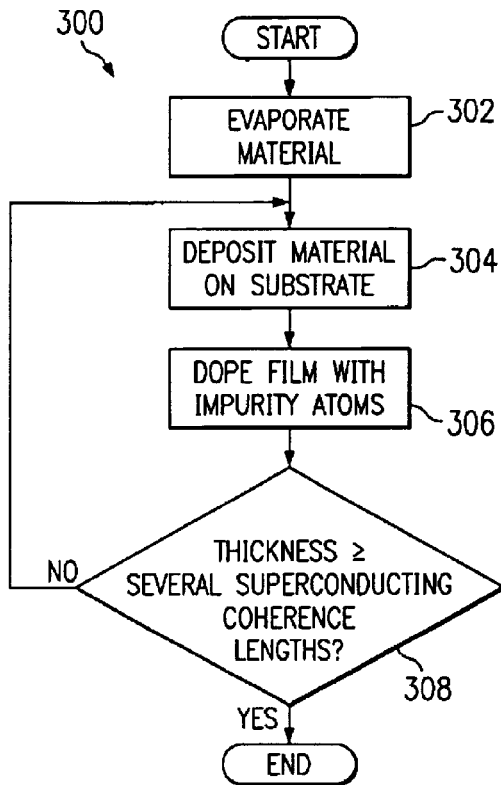 300
START
EVAPORATE
MATERIAL
302
DEPOSIT MATERIAL
ON SUBSTRATE
304
DOPE FILM WITH
IMPURITY ATOMS
306
THICKNESS ≥
SEVERAL SUPERCONDUCTING
COHERENCE
LENGTHS?
NO
308
YES
END